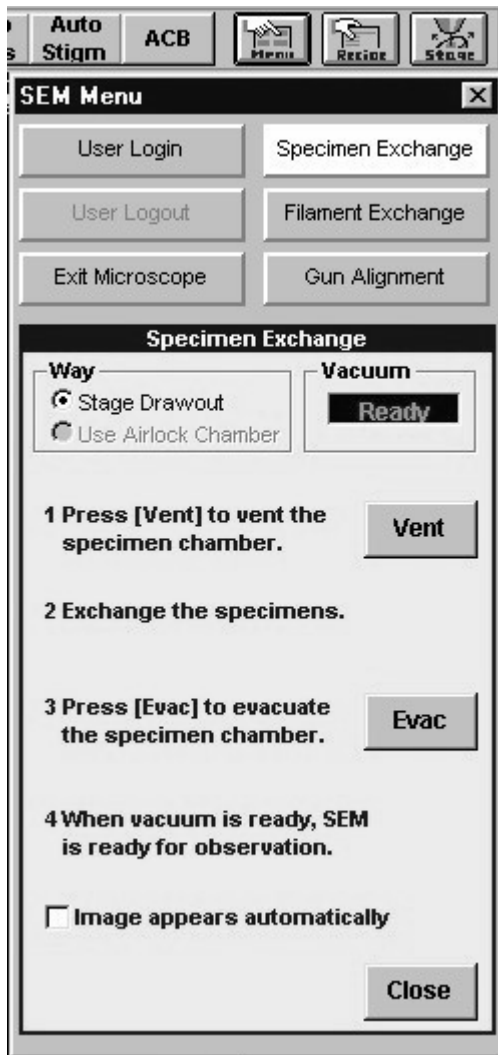 Auto
Stigm
ACB
Menu
Recipe
Stage
SEM Menu
User Login
Specimen Exchange
User Logout
Filament Exchange
Exit Microscope
Gun Alignment
Specimen Exchange
Way
Vacuum
Stage Drawout
Ready
Use Airlock Chamber
1 Press [Vent] to vent the
specimen chamber.
Vent
2 Exchange the specimens.
3 Press [Evac] to evacuate
the specimen chamber.
Evac
4 When vacuum is ready, SEM
is ready for observation.
Image appears automatically
Close